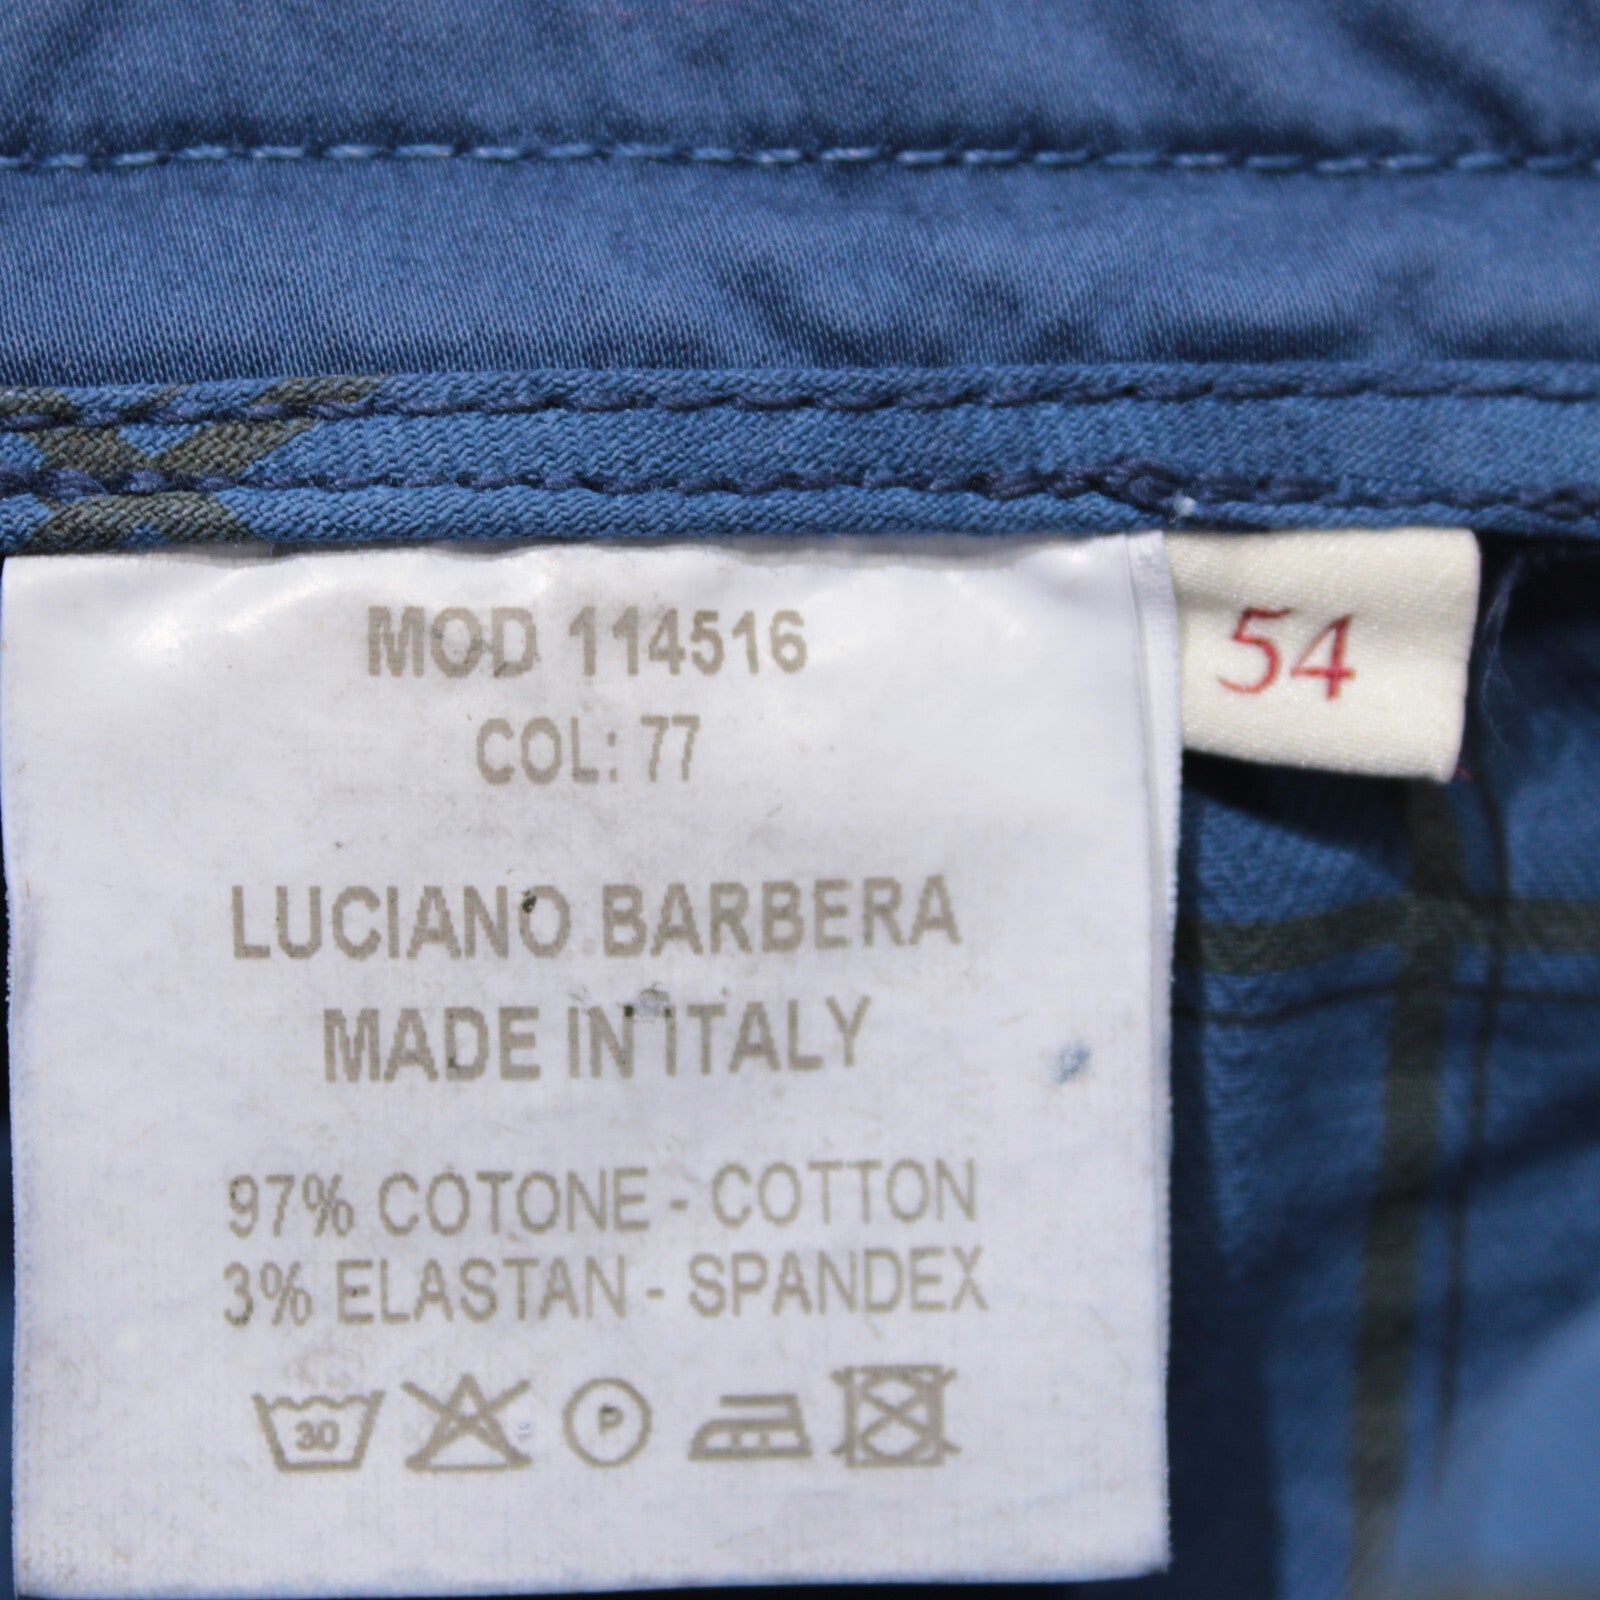 MOD 114516
COL: 77
54
LUCIANO BARBERA
MADE IN ITALY
97% COTONE - COTTON
3% ELASTAN - SPANDEX
30
P